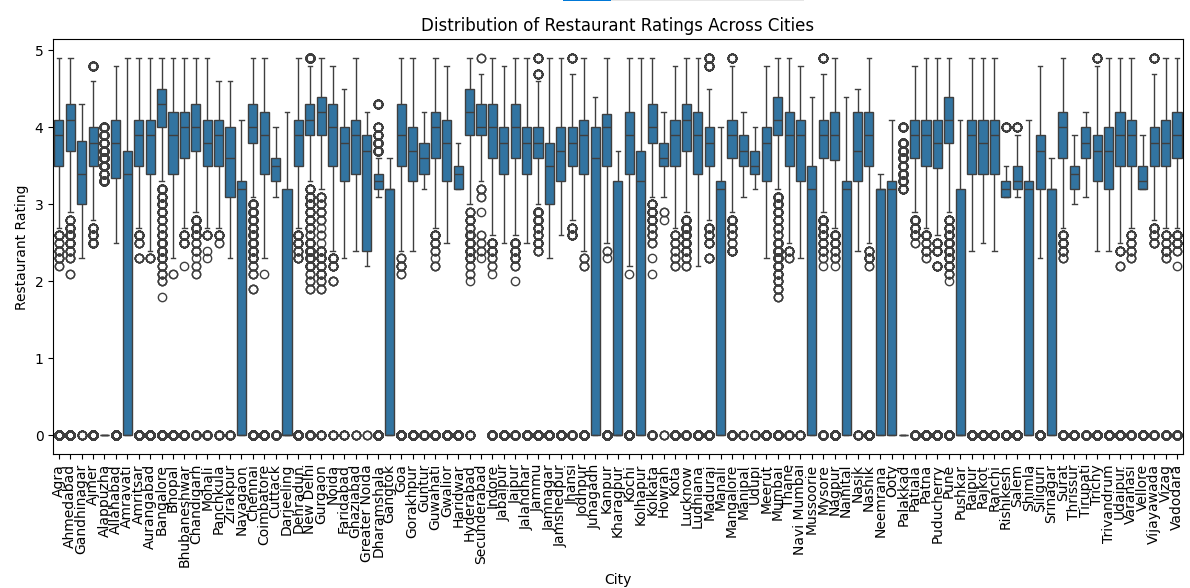 Distribution of Restaurant Ratings Across Cities
Restaurant Rating
5
4
3
2
1
0
Agra
Ahmedabad
Gandhinagar
Ajmer
Alappuzha
Allahabad
Amravati
Amritsar
Aurangabad
Bangalore
Bhopal
Bhubaneshwar
Chandigarh
Mohali
Panchkula
Zirakpur
Nayagaon
Chennai
Coimbatore
Cuttack
Darjeeling
Dehradun
New Delhi
Gurgaon
Noida
Faridabad
Ghaziabad
Greater Noida
Dharamshala
Gangtok
Goa
Gorakhpur
Guntur
Guwahati
Gwalior
Haridwar
Hyderabad
Secunderabad
Indore
Jabalpur
Jaipur
Jalandhar
Jammu
Jamnagar
Jamshedpur
Jhansi
Jodhpur
Junagadh
Kanpur
Kharagpur
Kochi
Kolhapur
Kolkata
Howrah
Kota
Lucknow
Ludhiana
Madurai
Manali
Mangalore
Manipal
Udupi
Meerut
Mumbai
Thane
Navi Mumbai
Mussoorie
Mysore
Nagpur
Nainital
Nasik
Nashik
Neemrana
Ooty
Palakkad
Patiala
Patna
Puducherry
Pune
Pushkar
Raipur
Rajkot
Ranchi
Rishikesh
Salem
Shimla
Siliguri
Srinagar
Surat
Thrissur
Tirupati
Trichy
Trivandrum
Udaipur
Varanasi
Vellore
Vijayawada
Vizag
Vadodara
City